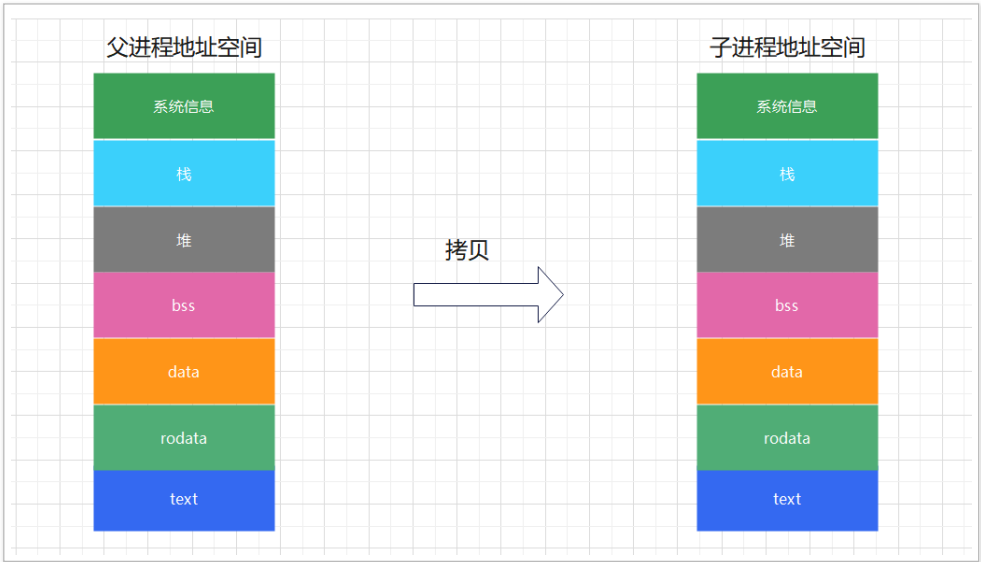 父进程地址空间
系统信息
栈
堆
bss
data
rodata
text
拷贝
子进程地址空间
系统信息
栈
堆
bss
data
rodata
text